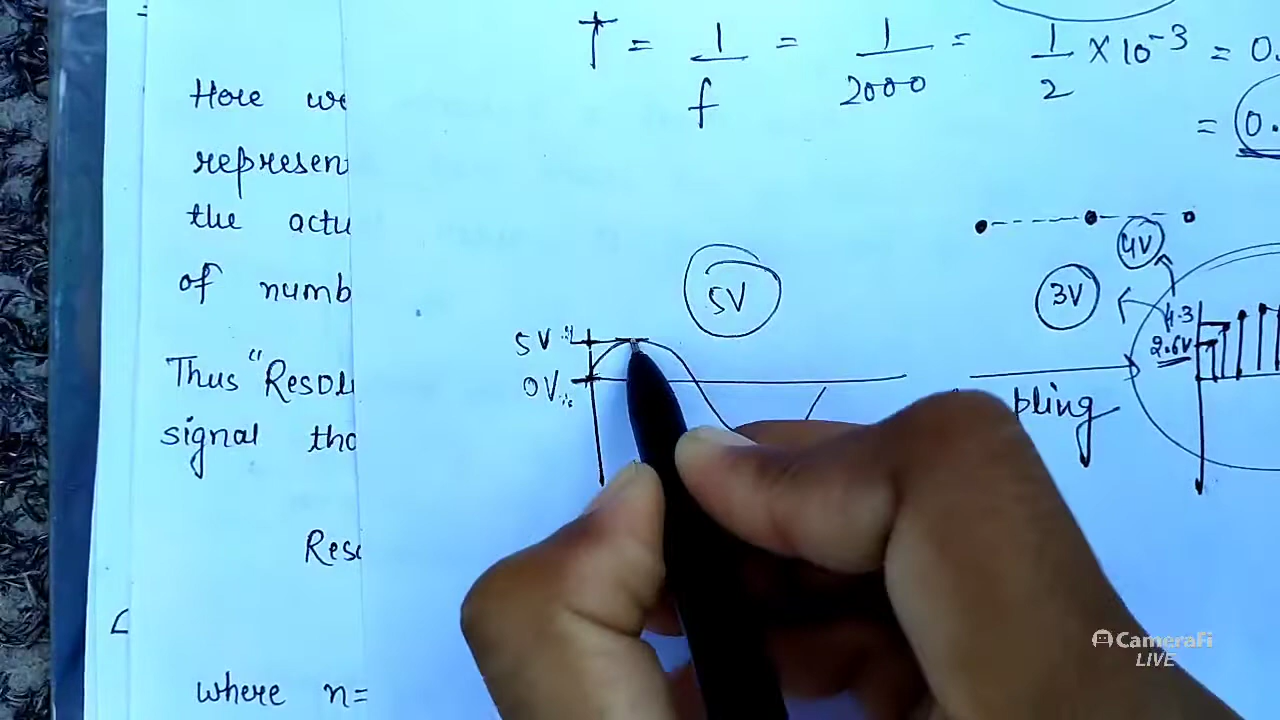 T = 1/f = 1/2000 = 1/2 × 10⁻³ = 0.
= 0.
Here we
represen
the actu
of numb
Thus "Resol
signal tha
Reso
where n=
5V
5V
0V
4V
3V
4.3
2.6V
pling
CameraFi
LIVE